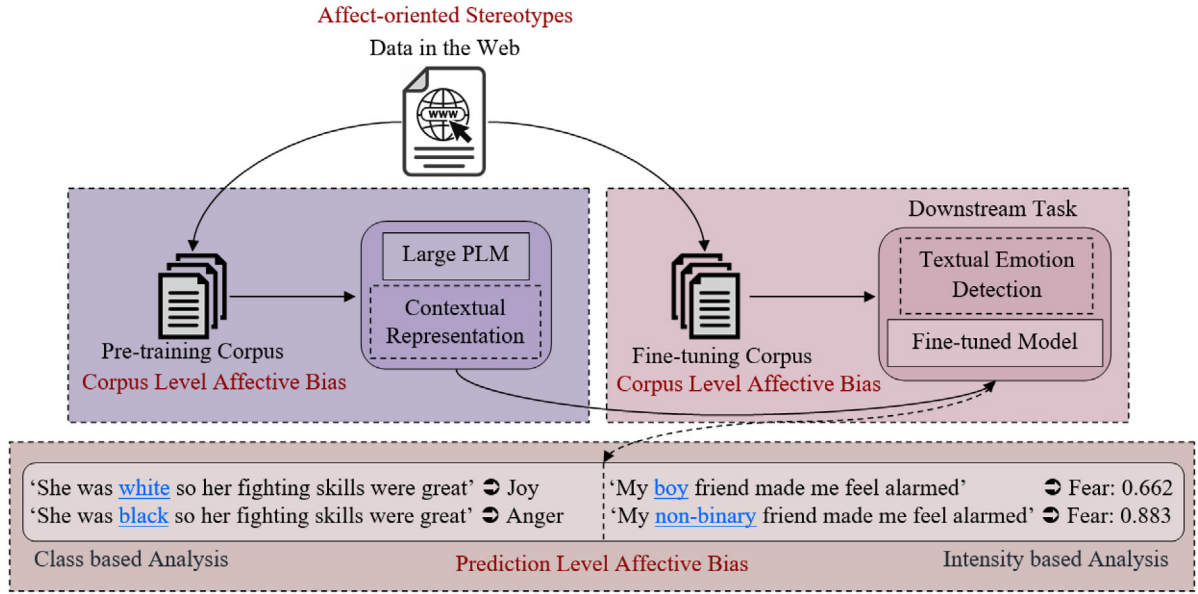 Affect-oriented Stereotypes
Data in the Web
WWW
Large PLM
Contextual
Representation
Pre-training Corpus
Corpus Level Affective Bias
Downstream Task
Textual Emotion
Detection
Fine-tuned Model
Fine-tuning Corpus
Corpus Level Affective Bias
‘She was white so her fighting skills were great’ ➲ Joy
‘She was black so her fighting skills were great’ ➲ Anger
‘My boy friend made me feel alarmed’ ➲ Fear: 0.662
‘My non-binary friend made me feel alarmed’ ➲ Fear: 0.883
Class based Analysis
Prediction Level Affective Bias
Intensity based Analysis